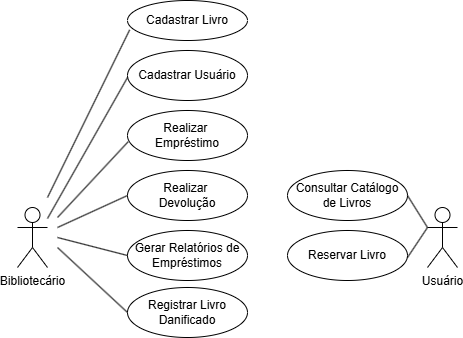 Cadastrar Livro
Cadastrar Usuário
Realizar
Empréstimo
Realizar
Devolução
Gerar Relatórios de
Empréstimos
Registrar Livro
Danificado
Bibliotecário
Consultar Catálogo
de Livros
Reservar Livro
Usuário